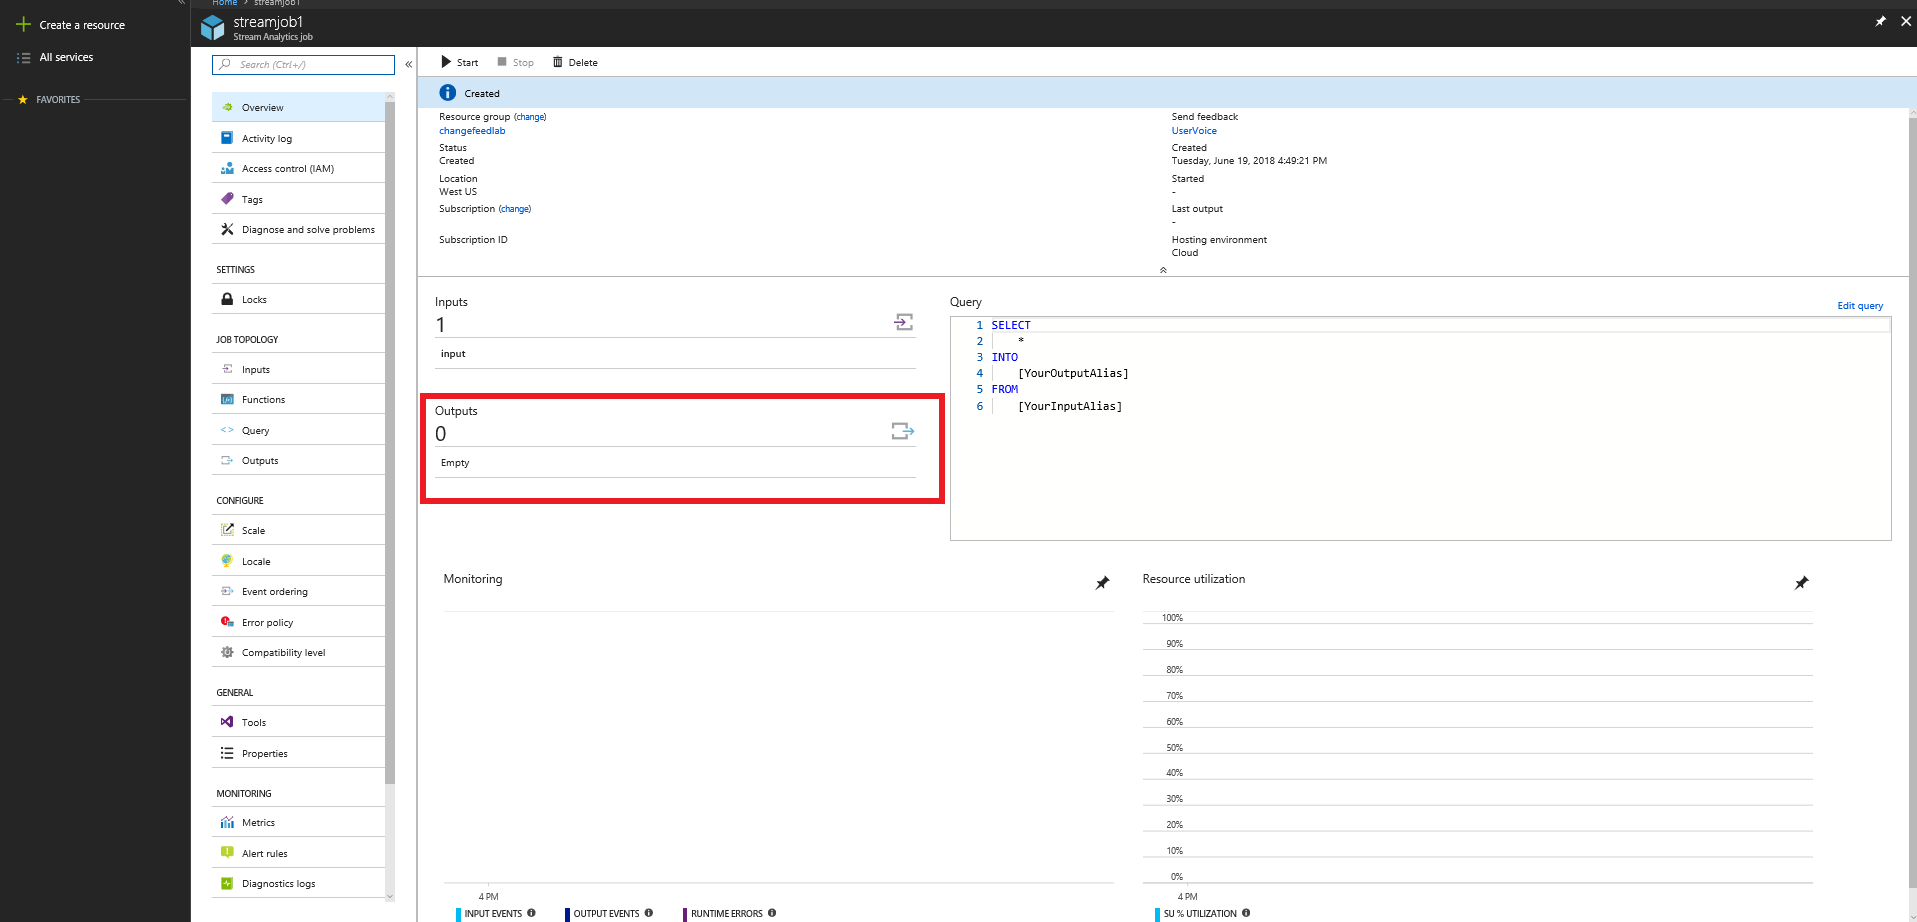 Home > streamjob1
Create a resource
All services
FAVORITES
streamjob1
Stream Analytics job
Search (Ctrl+/)
Overview
Activity log
Access control (IAM)
Tags
Diagnose and solve problems
SETTINGS
Locks
JOB TOPOLOGY
Inputs
Functions
Query
Outputs
CONFIGURE
Scale
Locale
Event ordering
Error policy
Compatibility level
GENERAL
Tools
Properties
MONITORING
Metrics
Alert rules
Diagnostics logs
Start Stop Delete
Created
Resource group (change)
changefeedlab
Status
Created
Location
West US
Subscription (change)
Subscription ID
Send feedback
UserVoice
Created
Tuesday, June 19, 2018 4:49:21 PM
Started
-
Last output
-
Hosting environment
Cloud
Inputs
1
input
Outputs
0
Empty
Query
Edit query
1 SELECT
2 *
3 INTO
4 [YourOutputAlias]
5 FROM
6 [YourInputAlias]
Monitoring
4 PM
INPUT EVENTS OUTPUT EVENTS RUNTIME ERRORS
Resource utilization
100%
90%
80%
70%
60%
50%
40%
30%
20%
10%
0%
4 PM
SU % UTILIZATION